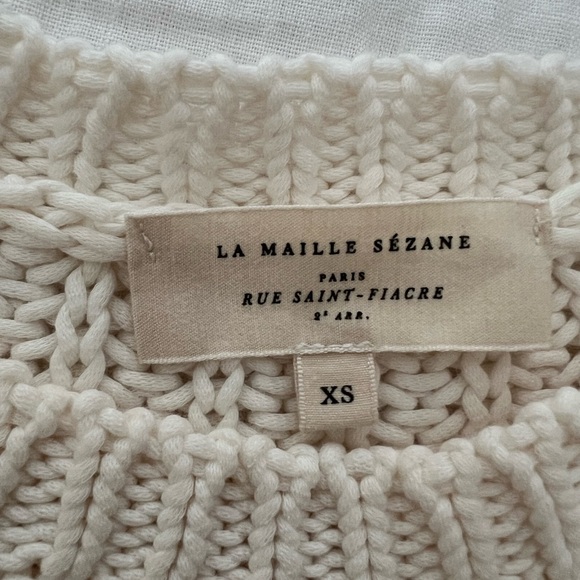 LA MAILLE SÉZANE
PARIS
RUE SAINT-FIACRE
2ᵉ ARR.
XS